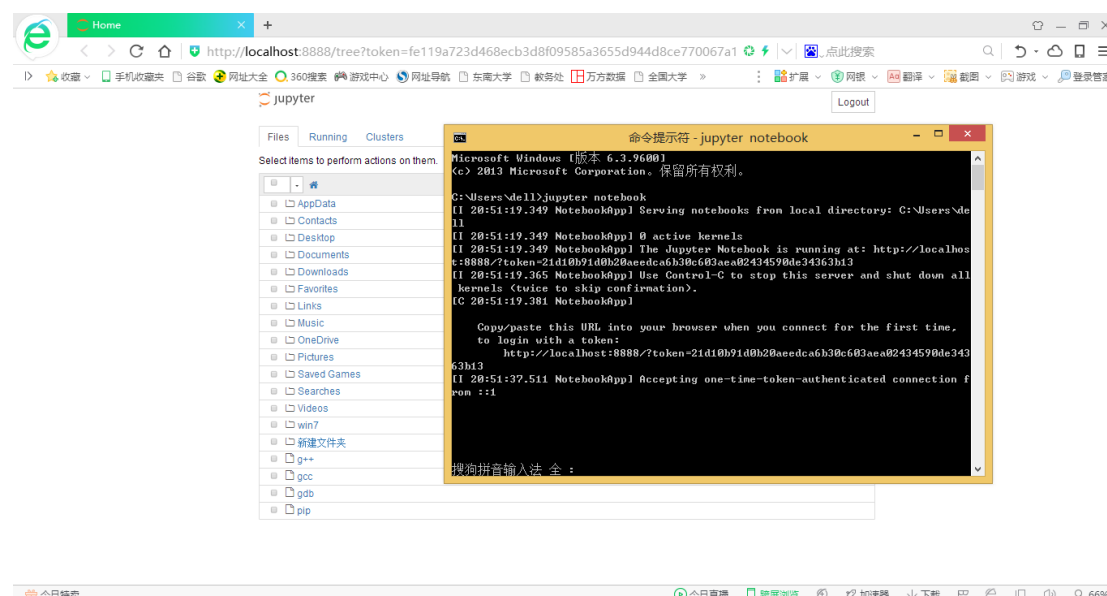 Home
http://localhost:8888/tree?token=fe119a723d468ecb3d8f09585a3655d944d8ce770067a1 点此搜索
收藏 手机收藏夹 谷歌 网址大全 360搜索 游戏中心 网址导航 东南大学 教务处 万方数据 全国大学 » 扩展 网银 翻译 截图 游戏 登录管家
jupyter
Logout
Files Running Clusters
Select items to perform actions on them.
AppData
Contacts
Desktop
Documents
Downloads
Favorites
Links
Music
OneDrive
Pictures
Saved Games
Searches
Videos
win7
新建文件夹
g++
gcc
gdb
pip
命令提示符 - jupyter notebook
Microsoft Windows [版本 6.3.9600]
(c) 2013 Microsoft Corporation。保留所有权利。
C:\Users\dell>jupyter notebook
[I 20:51:19.349 NotebookApp] Serving notebooks from local directory: C:\Users\de
ll
[I 20:51:19.349 NotebookApp] 0 active kernels
[I 20:51:19.349 NotebookApp] The Jupyter Notebook is running at: http://localhos
t:8888/?token=21d10b91d0b20aeedca6b30c603aea02434590de34363b13
[I 20:51:19.365 NotebookApp] Use Control-C to stop this server and shut down all
kernels (twice to skip confirmation).
[C 20:51:19.381 NotebookApp]
Copy/paste this URL into your browser when you connect for the first time,
to login with a token:
http://localhost:8888/?token=21d10b91d0b20aeedca6b30c603aea02434590de343
63b13
[I 20:51:37.511 NotebookApp] Accepting one-time-token-authenticated connection f
rom ::1
搜狗拼音输入法 全 :
今日特卖 今日直播 跨屏浏览 加速器 下载 66%